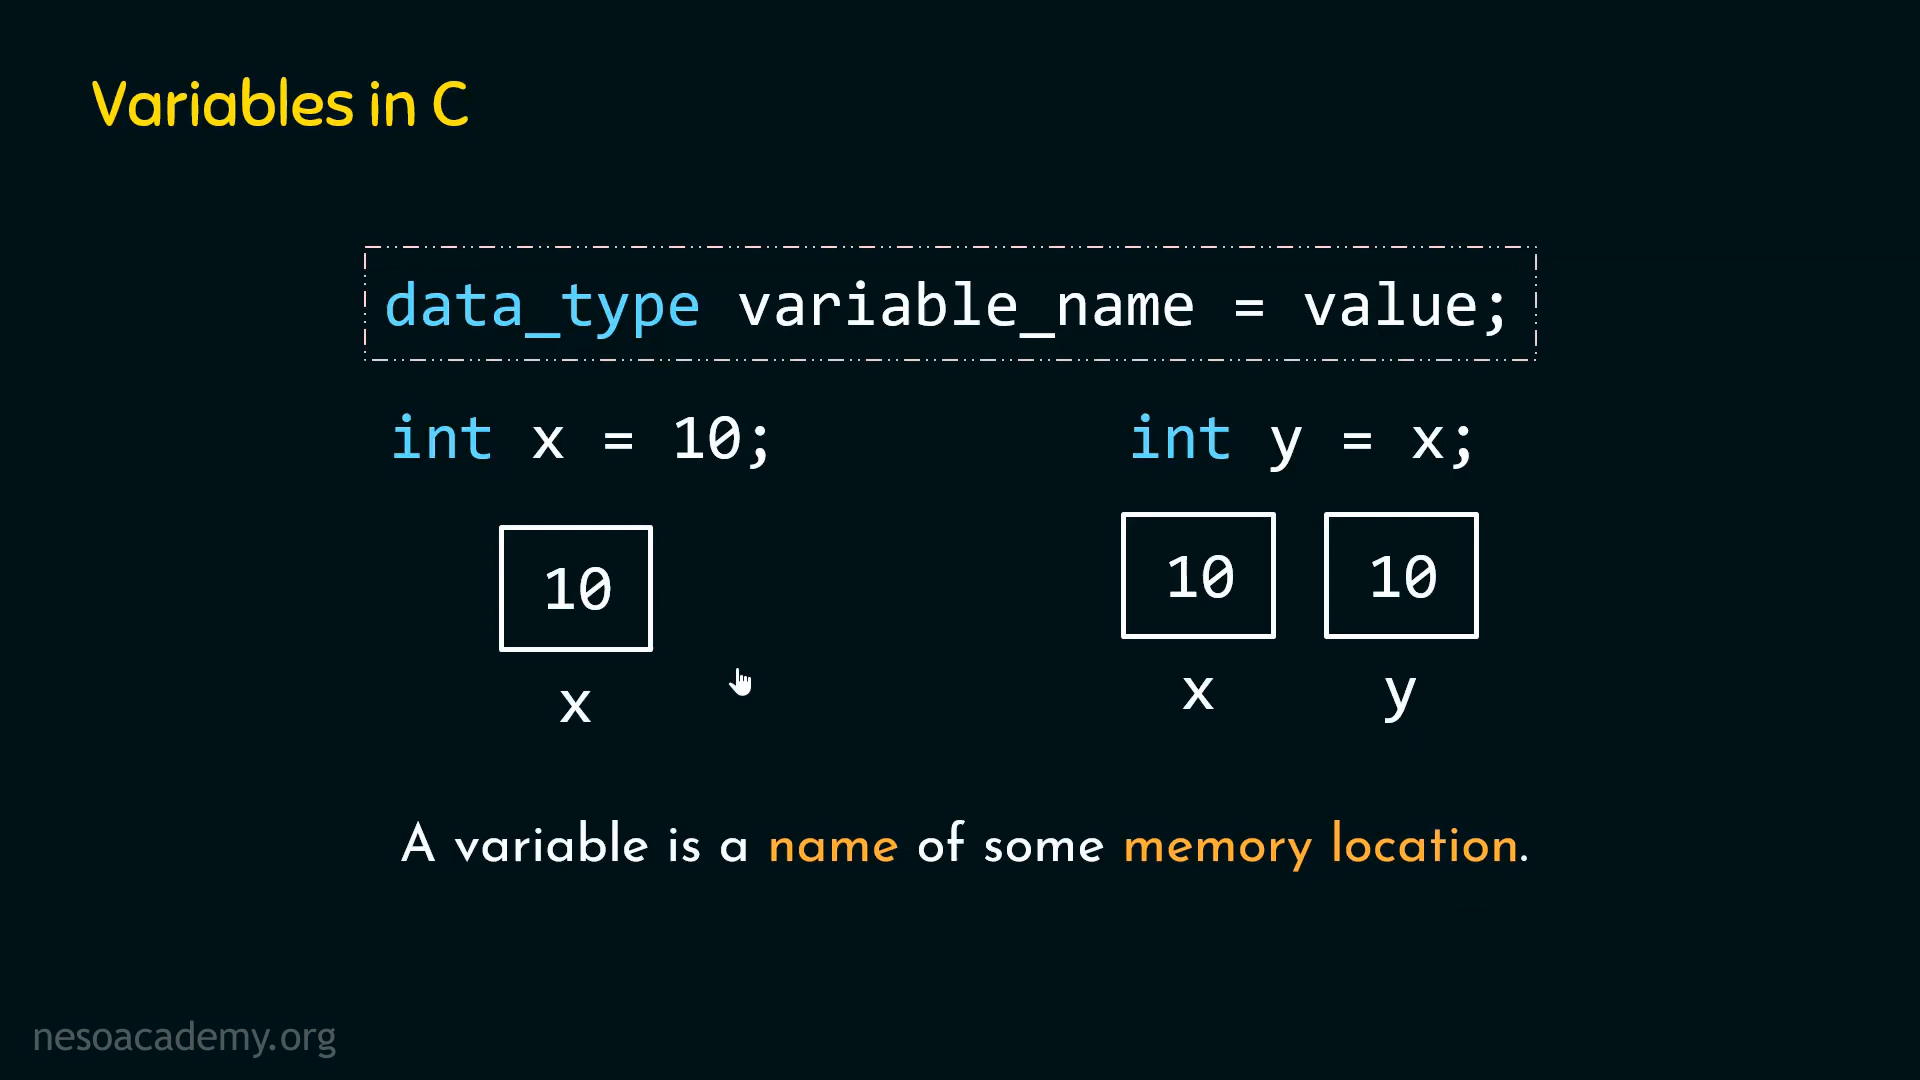 Variables in C
data_type variable_name = value;
int x = 10;
int y = x;
10
10 10
x
x y
A variable is a name of some memory location.
nesoacademy.org